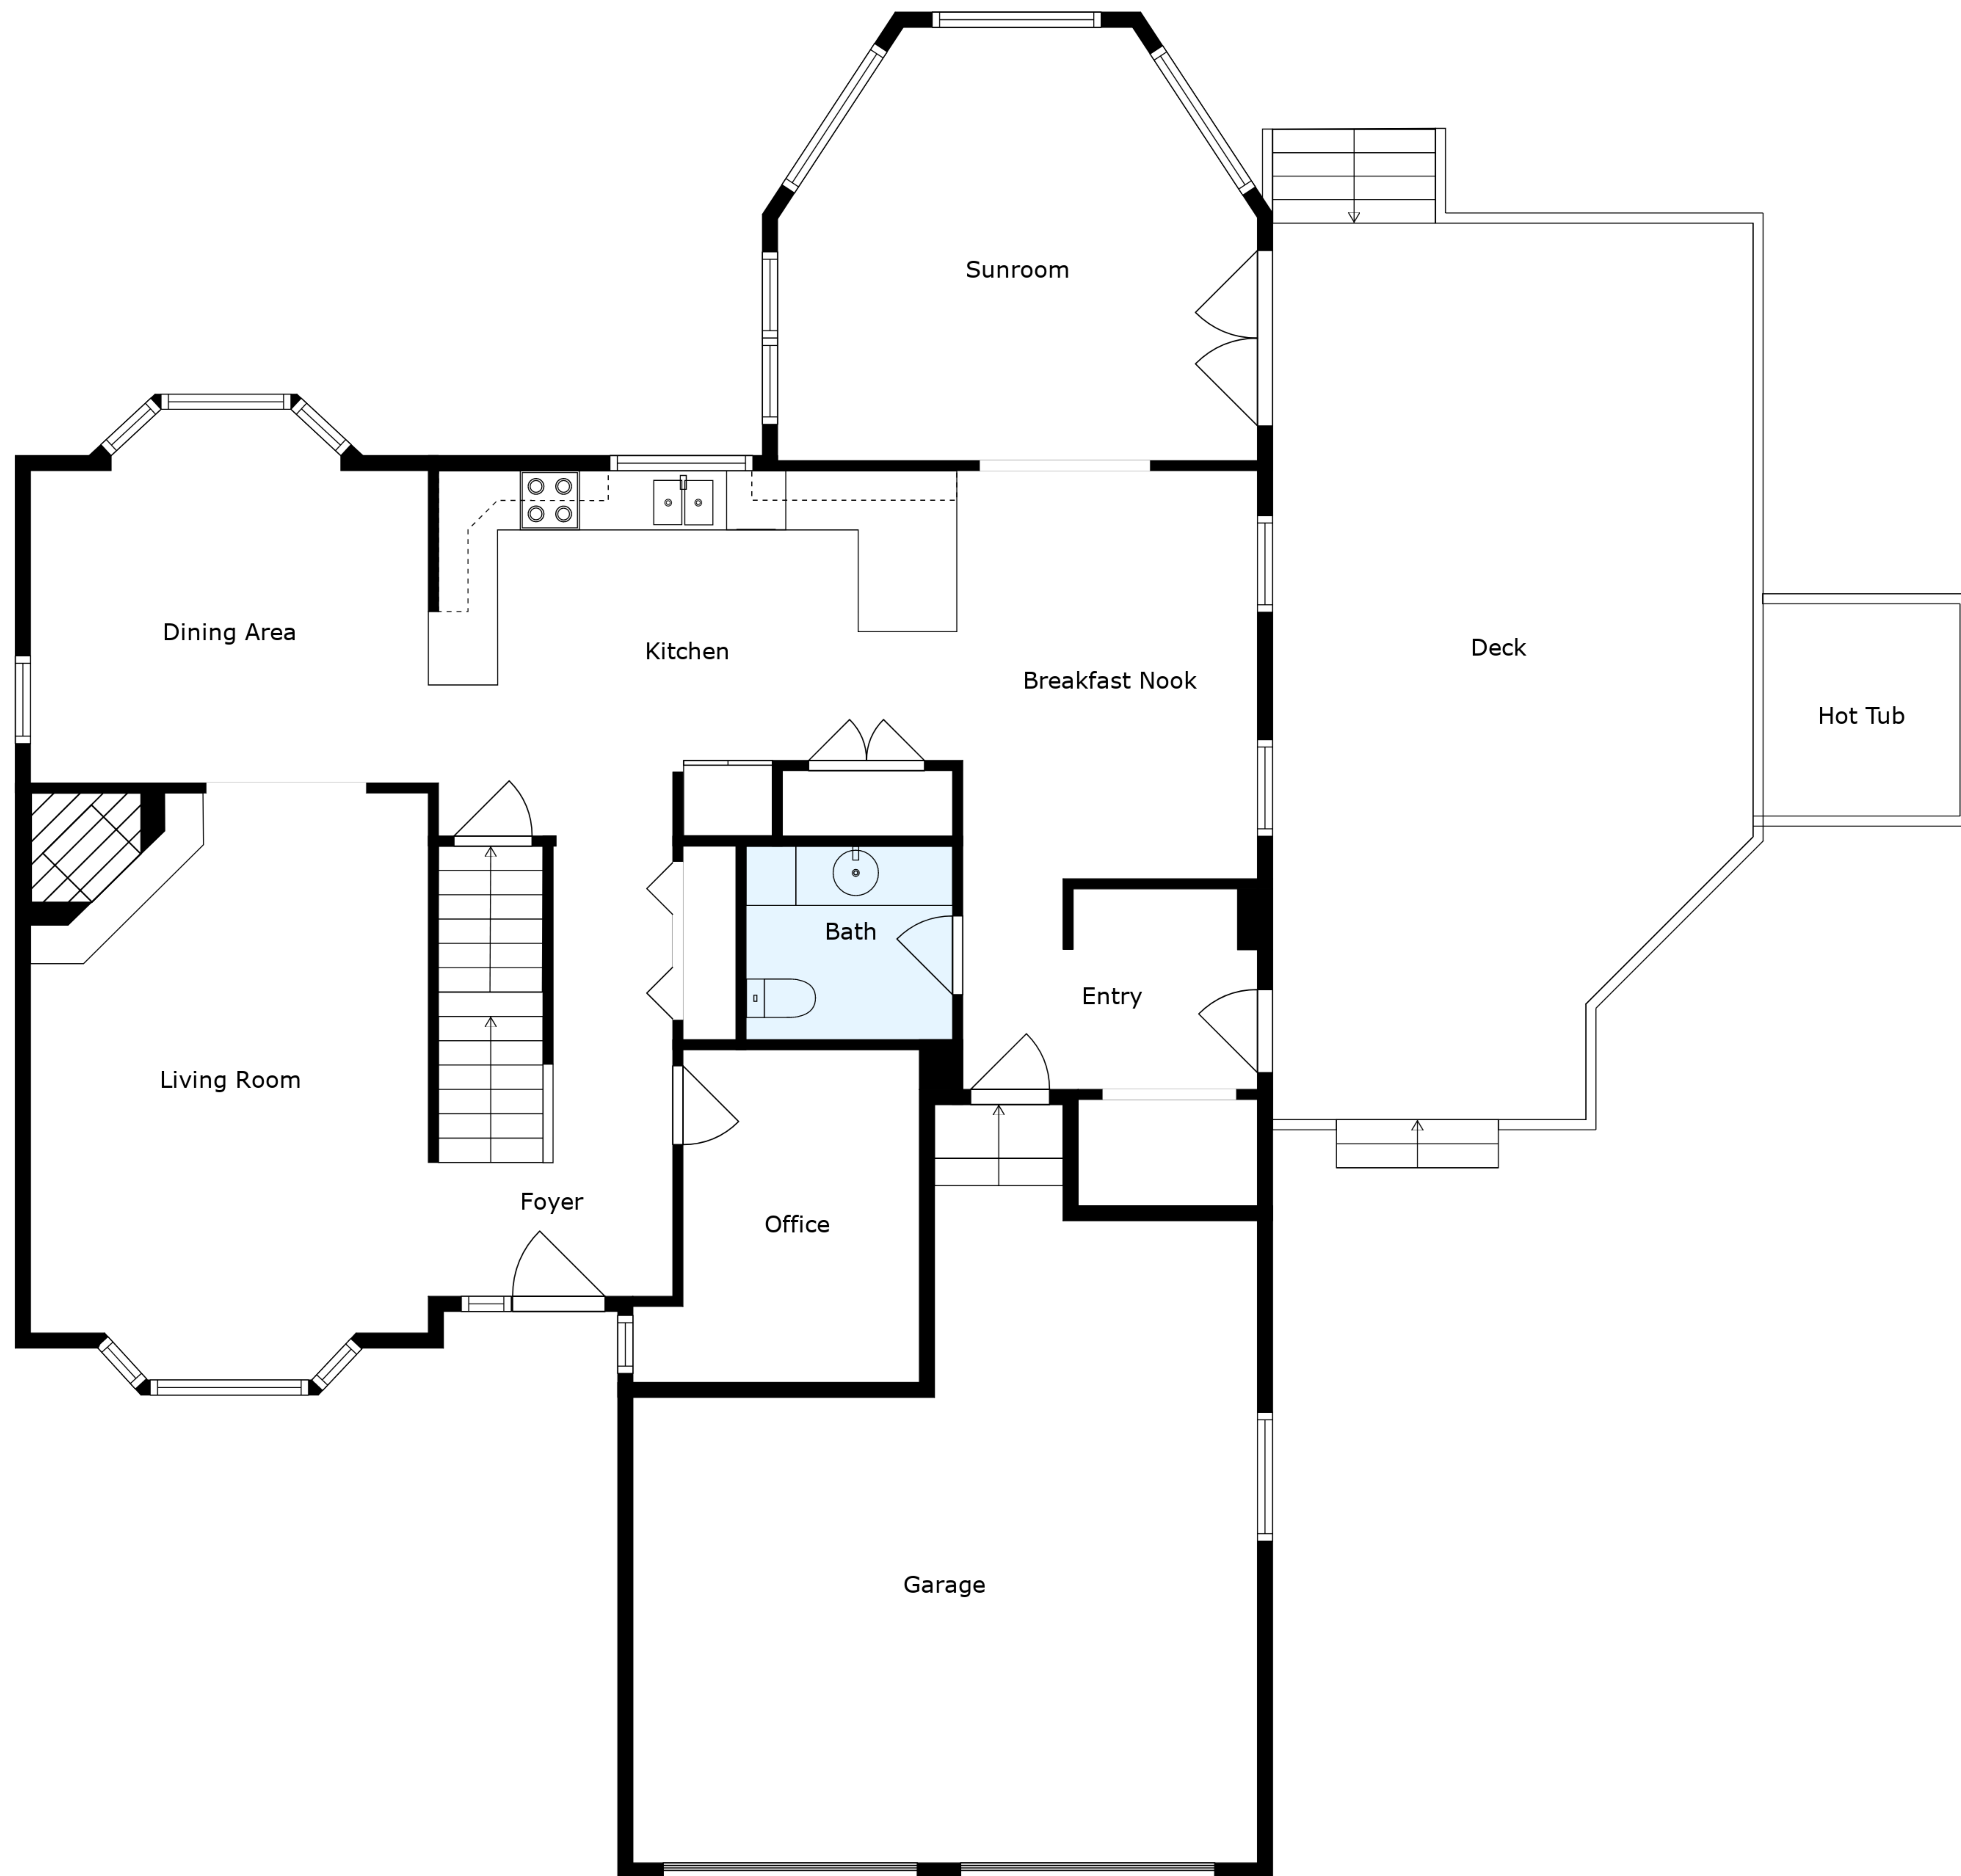 Sunroom
Dining Area
Kitchen
Deck
Breakfast Nook
Hot Tub
Bath
Entry
Living Room
Foyer
Office
Garage